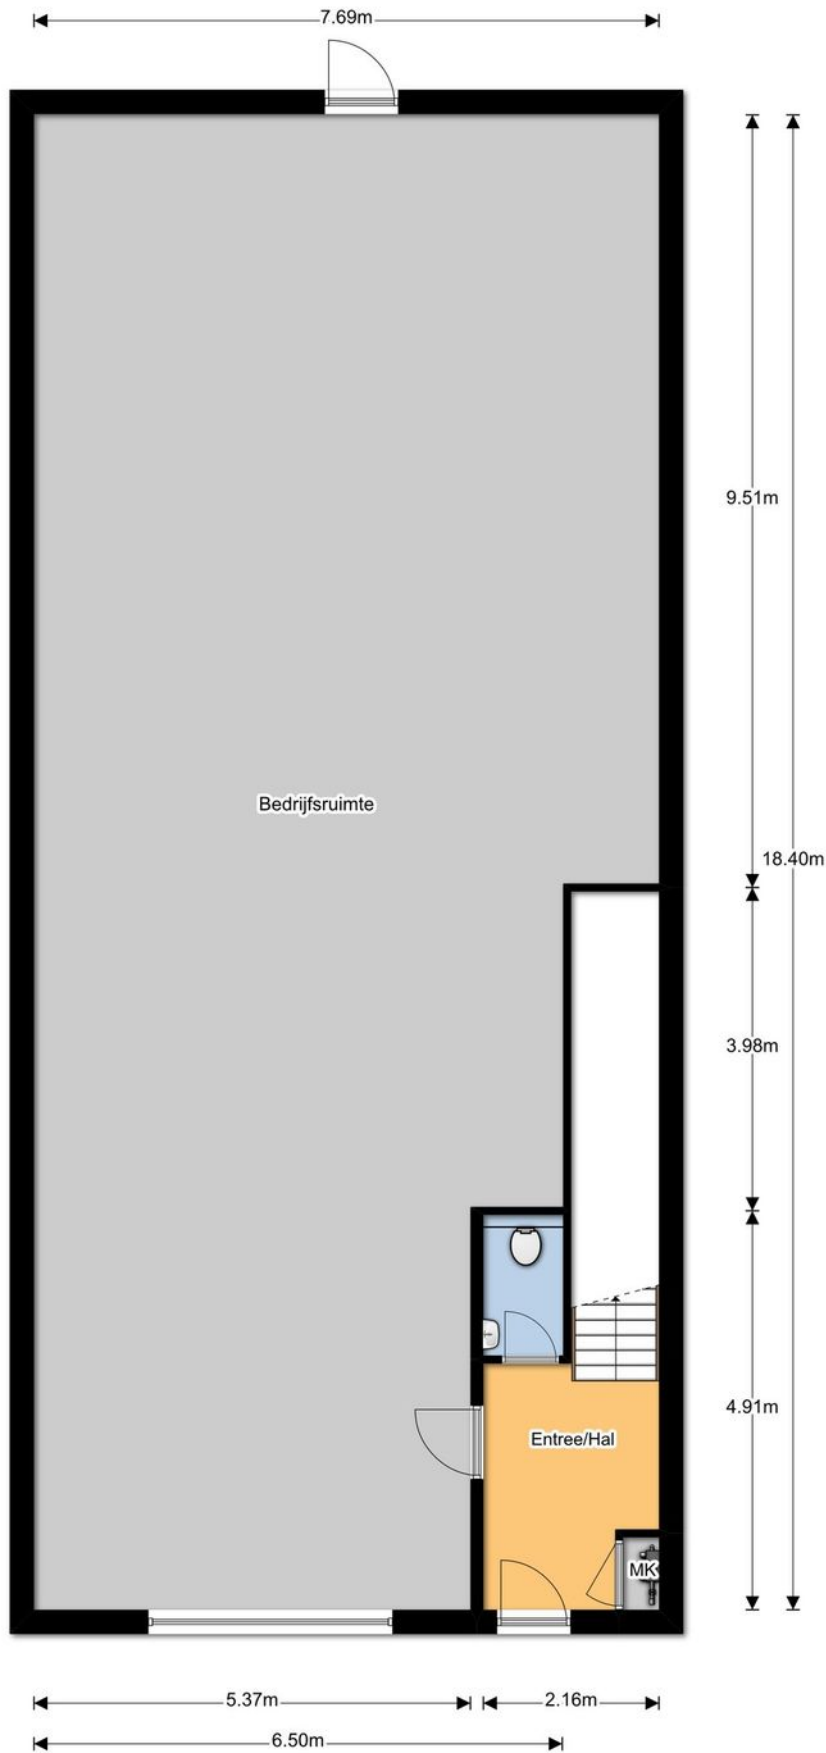 7.69m
9.51m
Bedrijfsruimte
18.40m
3.98m
4.91m
Entree/Hal
MK
5.37m
2.16m
6.50m